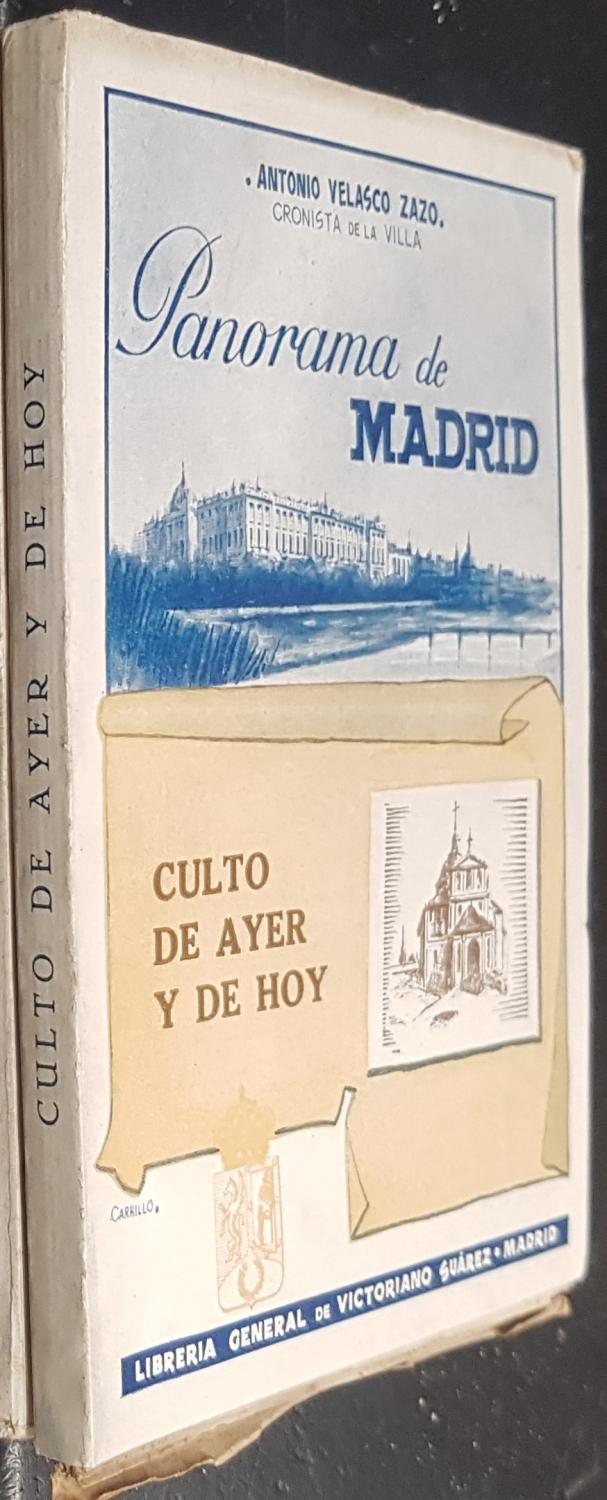 CULTO DE AYER Y DE HOY
. ANTONIO VELASCO ZAZO.
CRONISTA DE LA VILLA
Panorama de
MADRID
CULTO
DE AYER
Y DE HOY
CARRILLO.
LIBRERIA GENERAL DE VICTORIANO SUÁREZ • MADRID